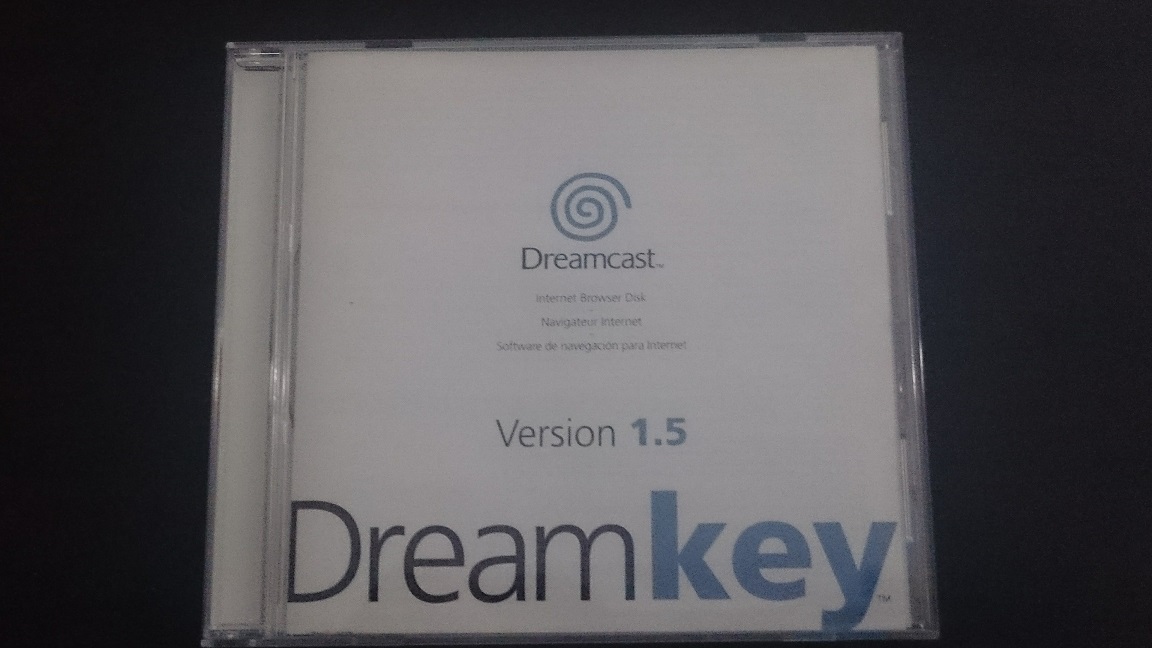 Dreamcast™
Internet Browser Disk
-
Navigateur Internet
-
Software de navegación para Internet
Version 1.5
Dreamkey™